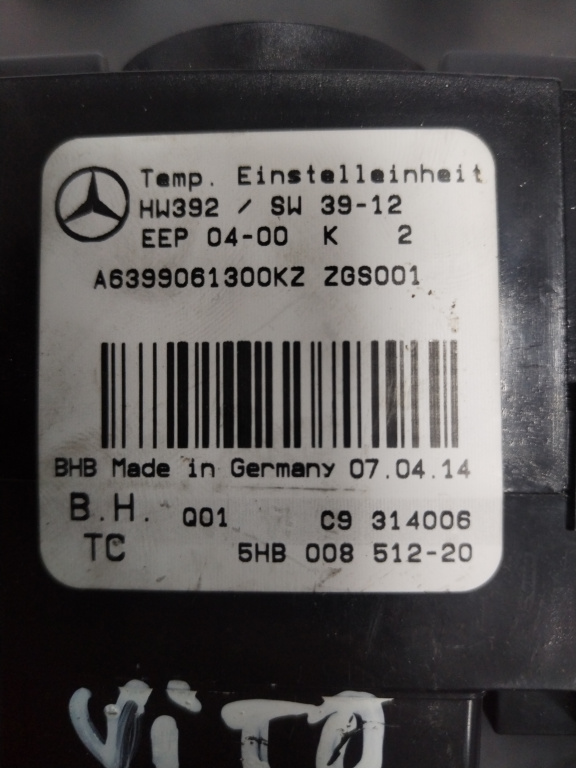 Temp. Einstelleinheit
HW392 / SW 39-12
EEP 04-00 K 2
A6399061300KZ ZGS001
BHB Made in Germany 07.04.14
B.H. Q01 C9 314006
TC 5HB 008 512-20
ViTO